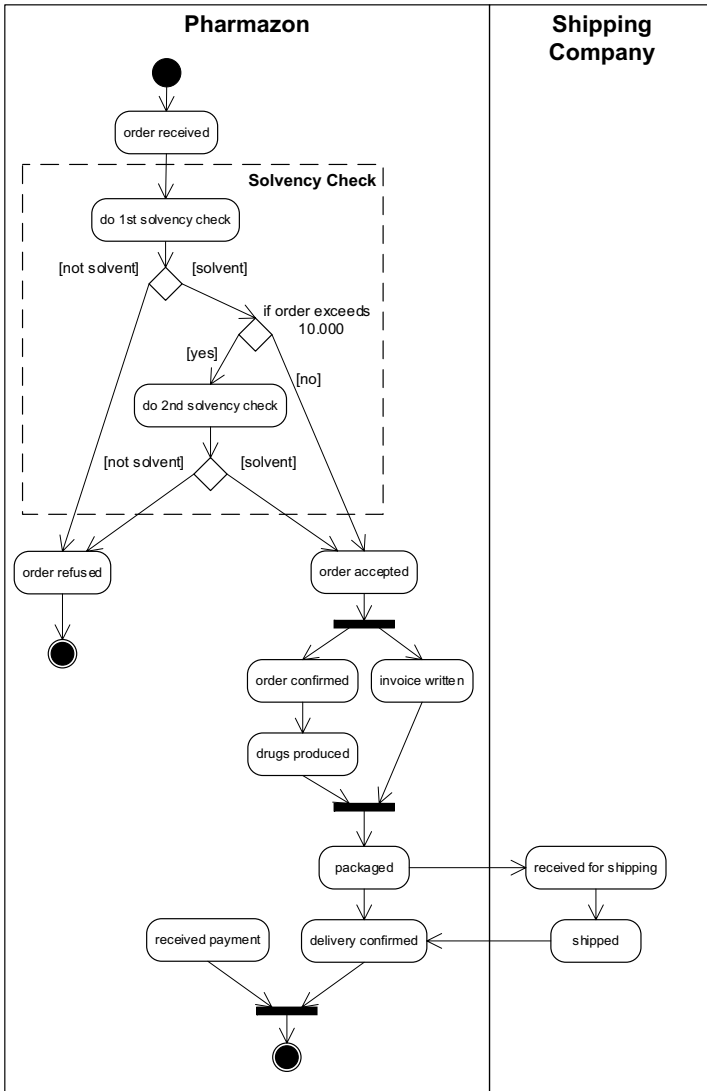 Pharmazon
Shipping
Company
order received
Solvency Check
do 1st solvency check
[not solvent]
[solvent]
if order exceeds
10.000
[yes]
[no]
do 2nd solvency check
[not solvent]
[solvent]
order refused
order accepted
order confirmed
invoice written
drugs produced
packaged
received for shipping
received payment
delivery confirmed
shipped